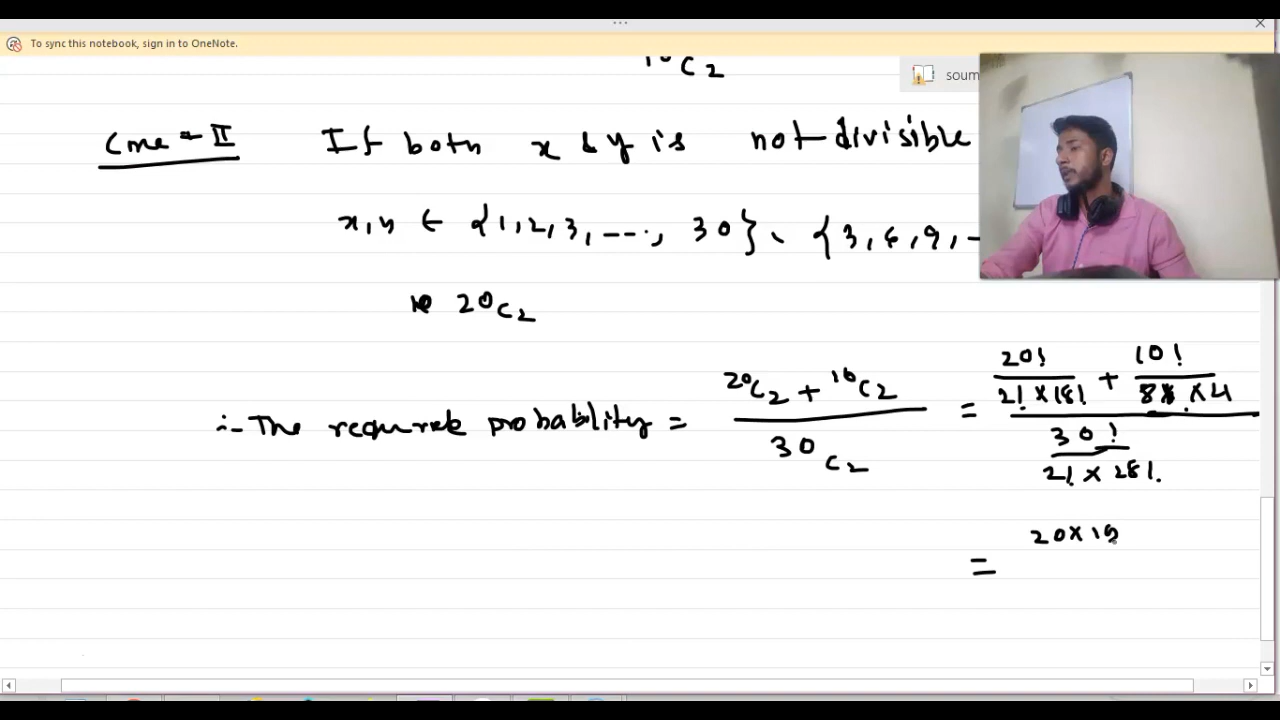 To sync this notebook, sign in to OneNote.
soum
10C2
Case - II If both x & y is not divisible
x, y ∈ {1, 2, 3, ---, 30} \ {3, 6, 9, -
20C2
∴ The required probability = (20C2 + 10C2) / 30C2 = (20! / (2! × 18!) + 10! / (8! ×
30! / (2! × 28!)
= 20 × 19